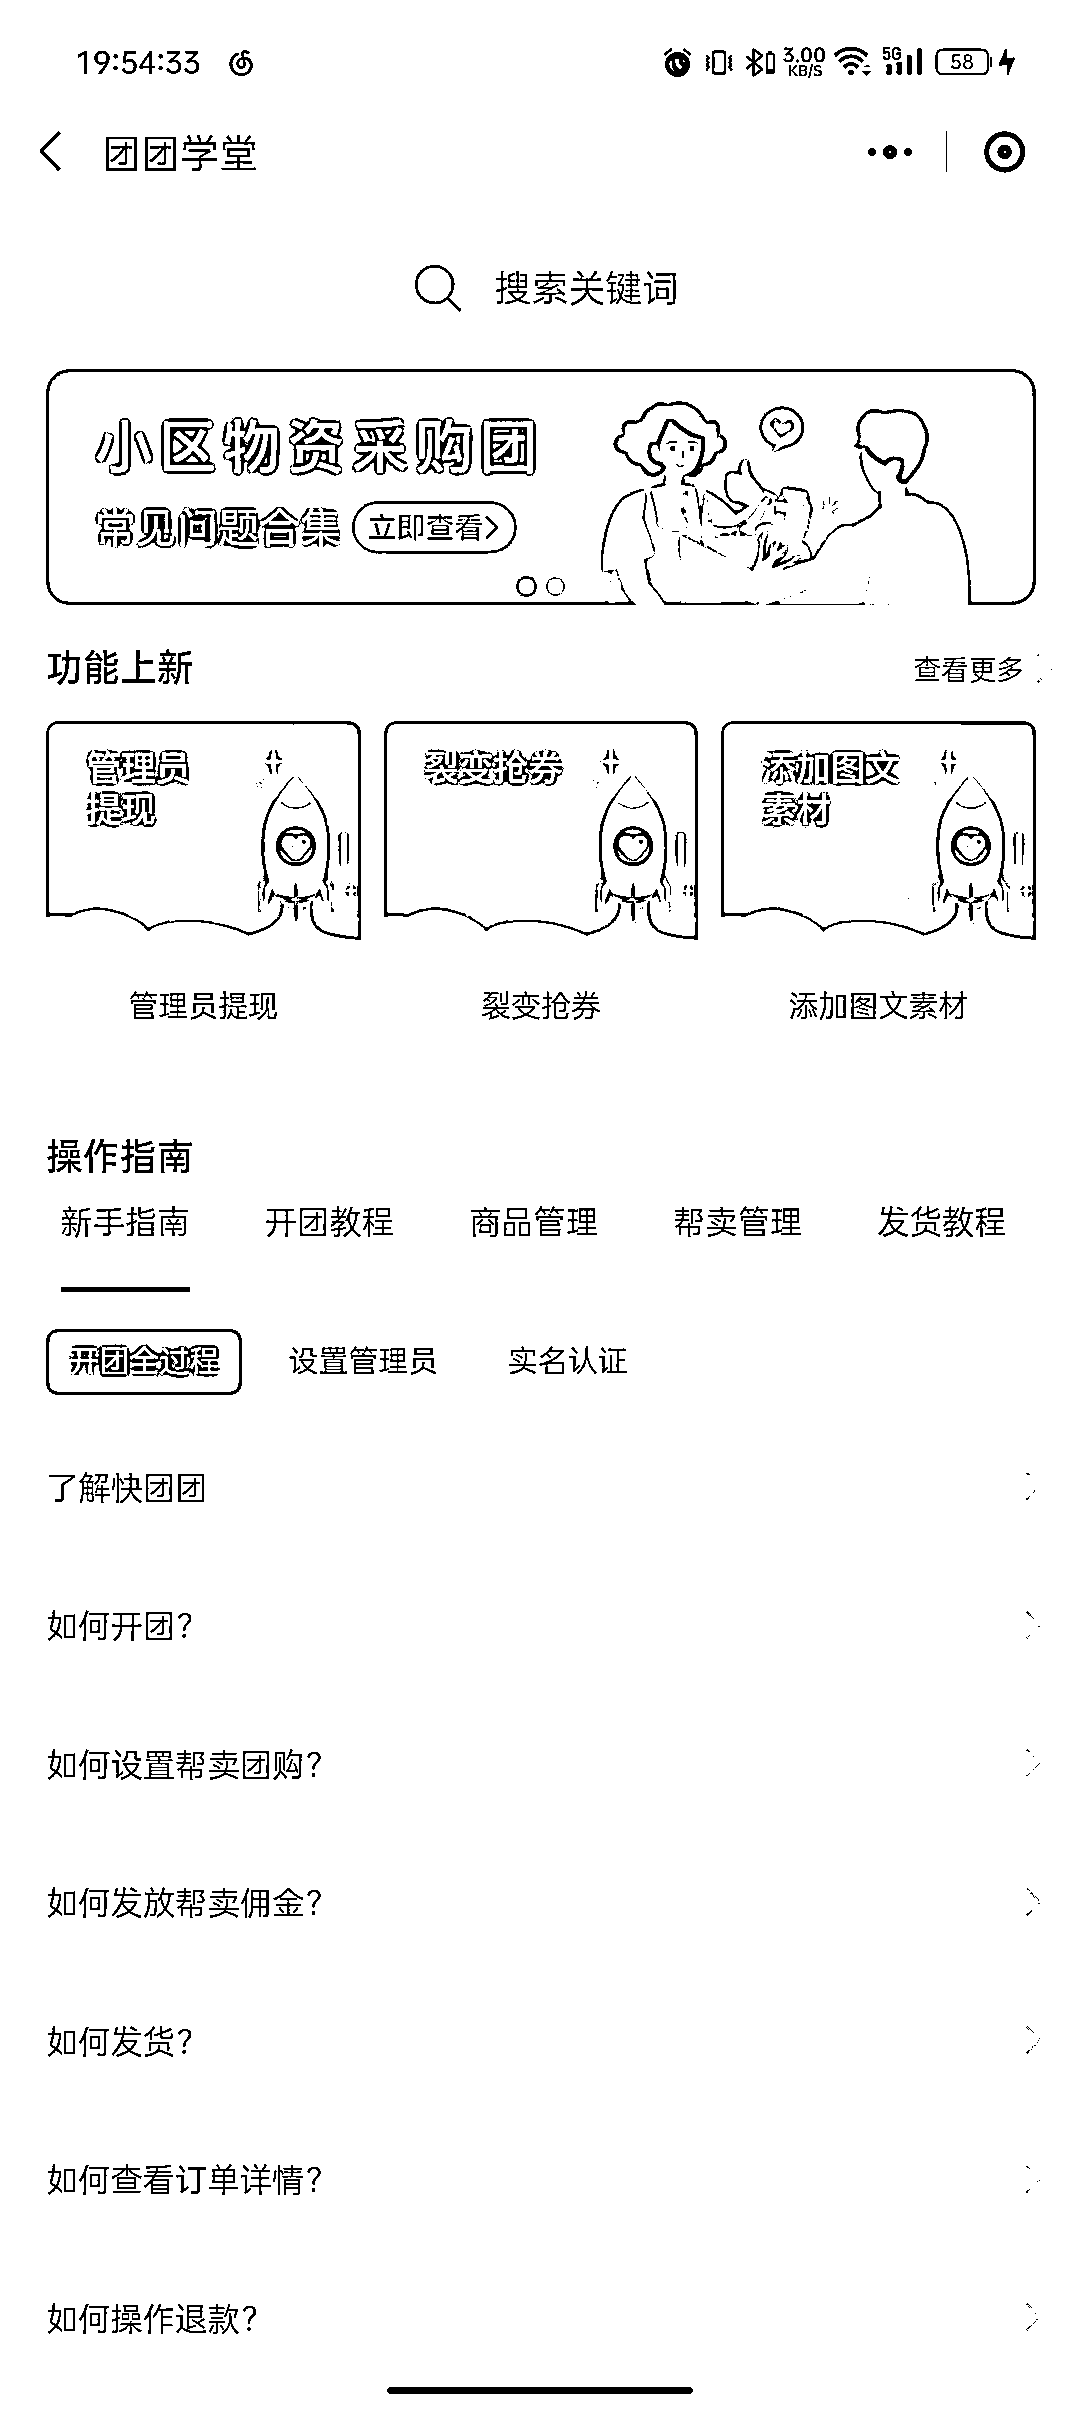 19:54:33
3.00 KB/S 5G 58
团团学堂
搜索关键词
小区物资采购团
常见问题合集 立即查看>
功能上新 查看更多
管理员
提现
裂变抢券
添加图文
素材
管理员提现 裂变抢券 添加图文素材
操作指南
新手指南 开团教程 商品管理 帮卖管理 发货教程
开团全过程 设置管理员 实名认证
了解快团团
如何开团?
如何设置帮卖团购?
如何发放帮卖佣金?
如何发货?
如何查看订单详情?
如何操作退款?